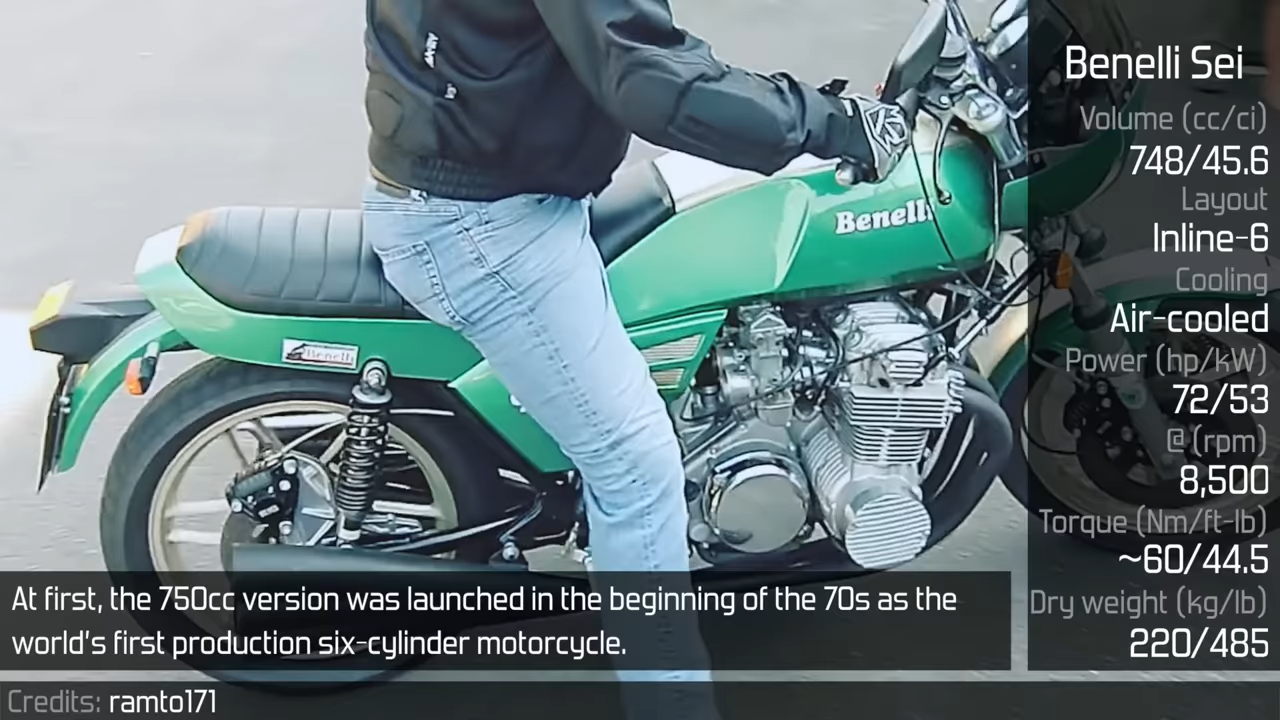 Benelli Sei
Volume (cc/ci)
748/45.6
Layout
Inline-6
Cooling
Air-cooled
Power (hp/kW)
72/53
@ (rpm)
8,500
Torque (Nm/ft-lb)
~60/44.5
Dry weight (kg/lb)
220/485
Benelli
Benelli
At first, the 750cc version was launched in the beginning of the 70s as the
world's first production six-cylinder motorcycle.
Credits: ramto171